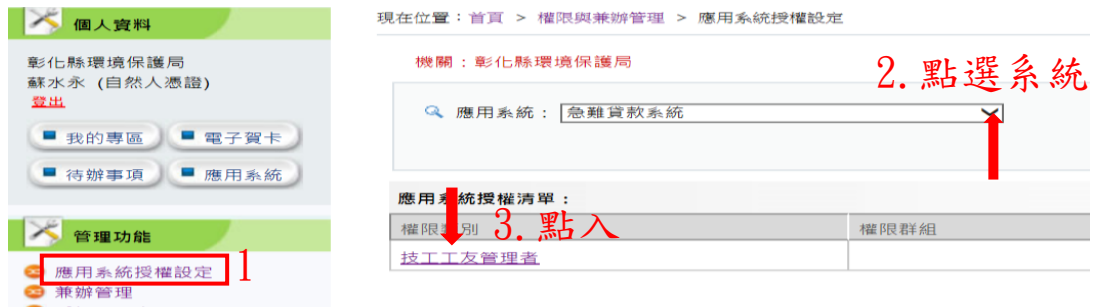 個人資料
彰化縣環境保護局
蘇水永 (自然人憑證)
登出
我的專區
電子賀卡
待辦事項
應用系統
管理功能
應用系統授權設定
1
兼辦管理
現在位置：首頁 > 權限與兼辦管理 > 應用系統授權設定
機關：彰化縣環境保護局
2. 點選系統
應用系統： 急難貸款系統
應用系統授權清單：
權限 別
權限群組
3. 點入
技工工友管理者